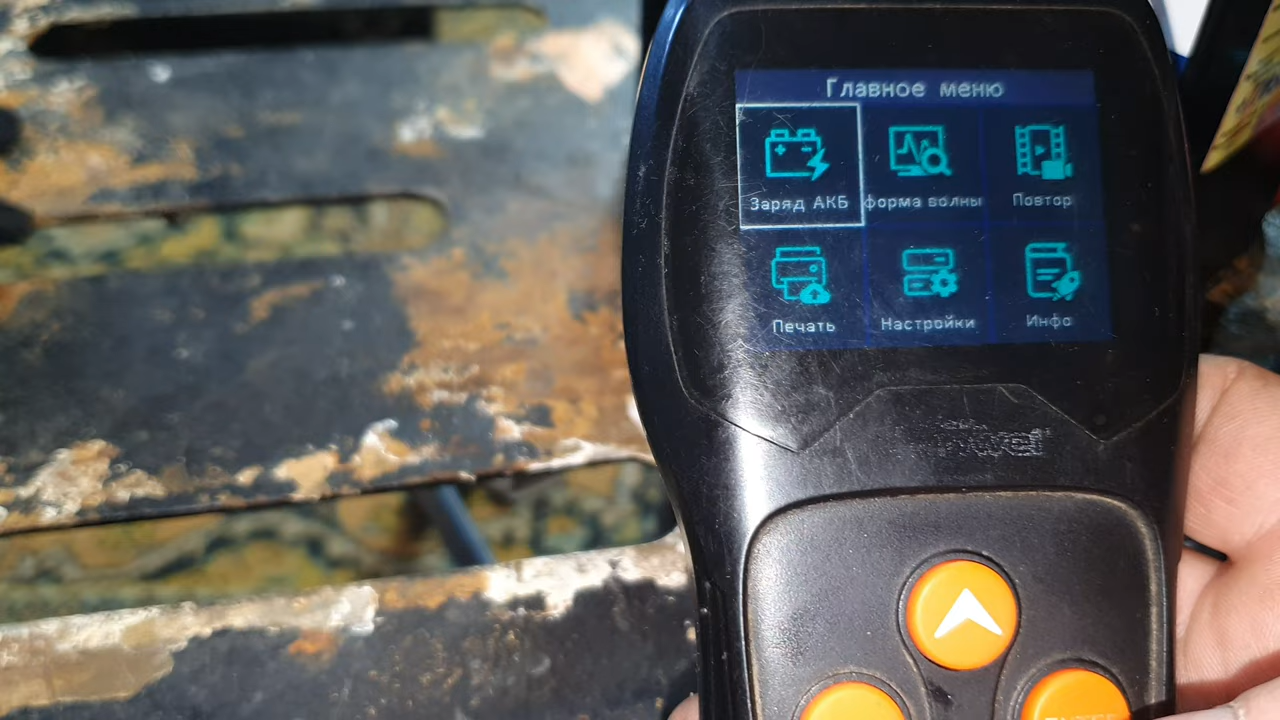 Главное меню
Заряд АКБ
форма волны
Повтор
Печать
Настройки
Инфо